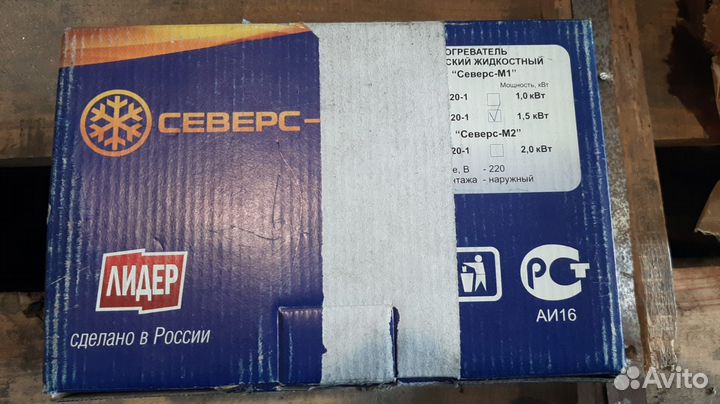 СЕВЕРС-
ЛИДЕР
сделано в России
ОГРЕВАТЕЛЬ
СКИЙ ЖИДКОСТНЫЙ
"Северс-М1"
Мощность, кВт
20-1 1,0 кВт
20-1 1,5 кВт
"Северс-М2"
20-1 2,0 кВт
е, В - 220
нтажа - наружный
РСТ
АИ16
Avito